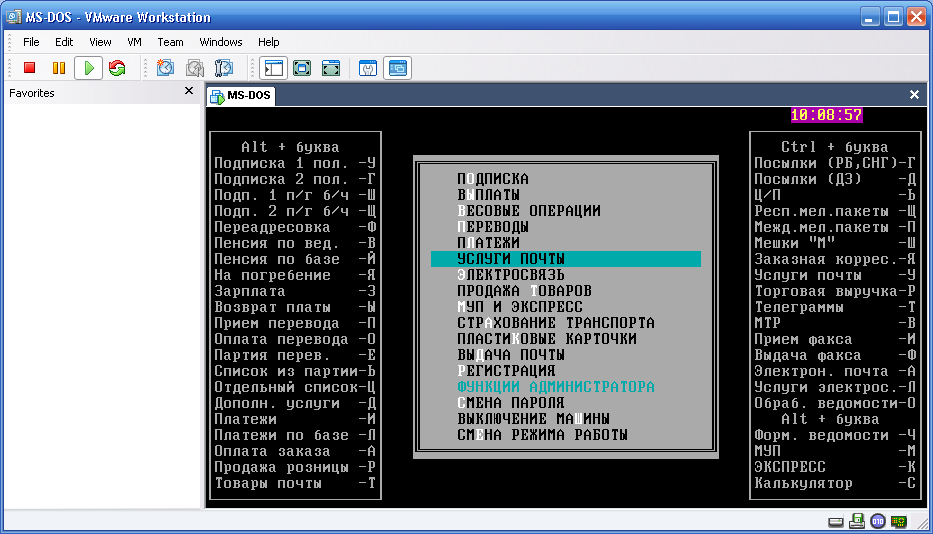 MS-DOS - VMware Workstation
File Edit View VM Team Windows Help
Favorites
MS-DOS
10:08:57
Alt + буква
Подписка 1 пол. -У
Подписка 2 пол. -Г
Подп. 1 п/г б/ч -Ш
Подп. 2 п/г б/ч -Щ
Переадресовка -Ф
Пенсия по вед. -В
Пенсия по базе -Й
На погребение -Я
Зарплата -З
Возврат платы -Ы
Прием перевода -П
Оплата перевода -О
Партия перев. -Е
Список из партии-Ь
Отдельный список-Ц
Дополн. услуги -Д
Платежи -И
Платежи по базе -Л
Оплата заказа -А
Продажа розницы -Р
Товары почты -Т
ПОДПИСКА
ВЫПЛАТЫ
ВЕСОВЫЕ ОПЕРАЦИИ
ПЕРЕВОДЫ
ПЛАТЕЖИ
УСЛУГИ ПОЧТЫ
ЭЛЕКТРОСВЯЗЬ
ПРОДАЖА ТОВАРОВ
МУП И ЭКСПРЕСС
СТРАХОВАНИЕ ТРАНСПОРТА
ПЛАСТИКОВЫЕ КАРТОЧКИ
ВЫДАЧА ПОЧТЫ
РЕГИСТРАЦИЯ
ФУНКЦИИ АДМИНИСТРАТОРА
СМЕНА ПАРОЛЯ
ВЫКЛЮЧЕНИЕ МАШИНЫ
СМЕНА РЕЖИМА РАБОТЫ
Ctrl + буква
Посылки (РБ,СНГ)-Г
Посылки (ДЗ) -Д
Ц/П -Ь
Респ.мел.пакеты -Щ
Межд.мел.пакеты -П
Мешки "М" -Ш
Заказная коррес.-Я
Услуги почты -У
Торговая выручка-Р
Телеграммы -Т
МТР -В
Прием факса -И
Выдача факса -Ф
Электрон. почта -А
Услуги электрос.-Л
Обраб. ведомости-О
Alt + буква
Форм. ведомости -Ч
МУП -М
ЭКСПРЕСС -К
Калькулятор -С